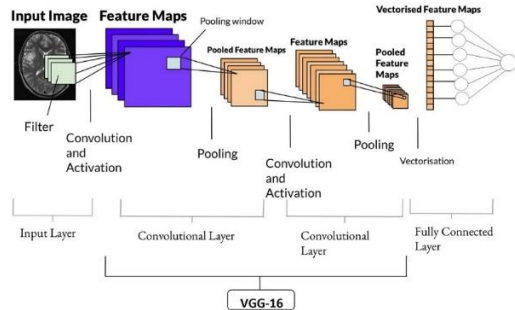 Input Image
Feature Maps
Pooling window
Vectorised Feature Maps
Pooled Feature Maps
Feature Maps
Pooled
Feature
Maps
Filter
Convolution
and
Activation
Pooling
Convolution
and
Activation
Pooling
Vectorisation
Input Layer
Convolutional Layer
Convolutional
Layer
Fully Connected
Layer
VGG-16